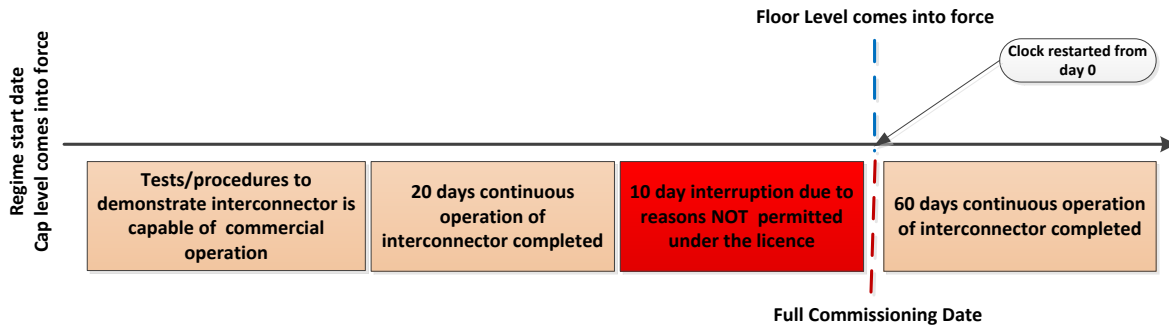 Regime start date
Cap level comes into force
Floor Level comes into force
Clock restarted from
day 0
Tests/procedures to
demonstrate interconnector is
capable of commercial
operation
20 days continuous
operation of
interconnector completed
10 day interruption due to
reasons NOT permitted
under the licence
60 days continuous operation
of interconnector completed
Full Commissioning Date